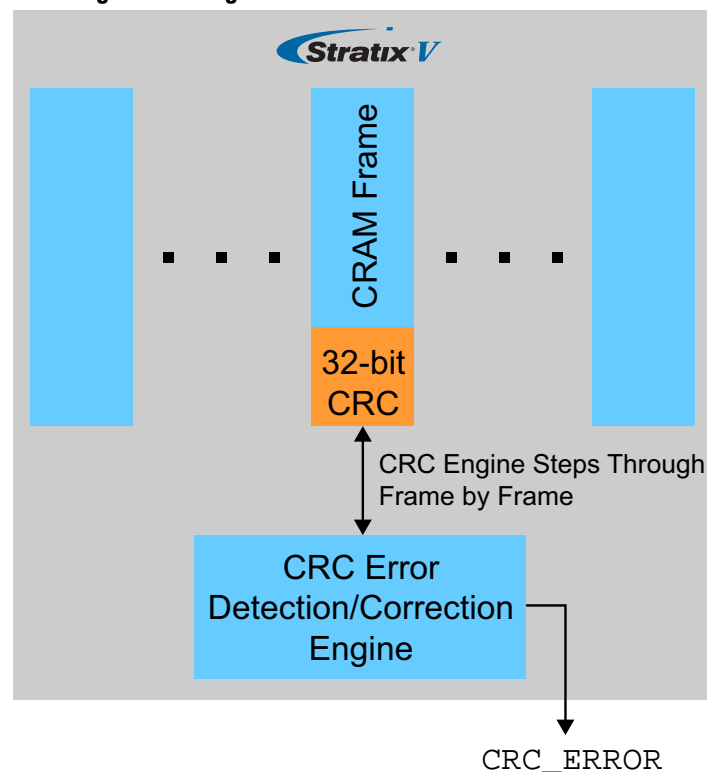 Stratix V
CRAM Frame
32-bit
CRC
CRC Engine Steps Through
Frame by Frame
CRC Error
Detection/Correction
Engine
CRC_ERROR